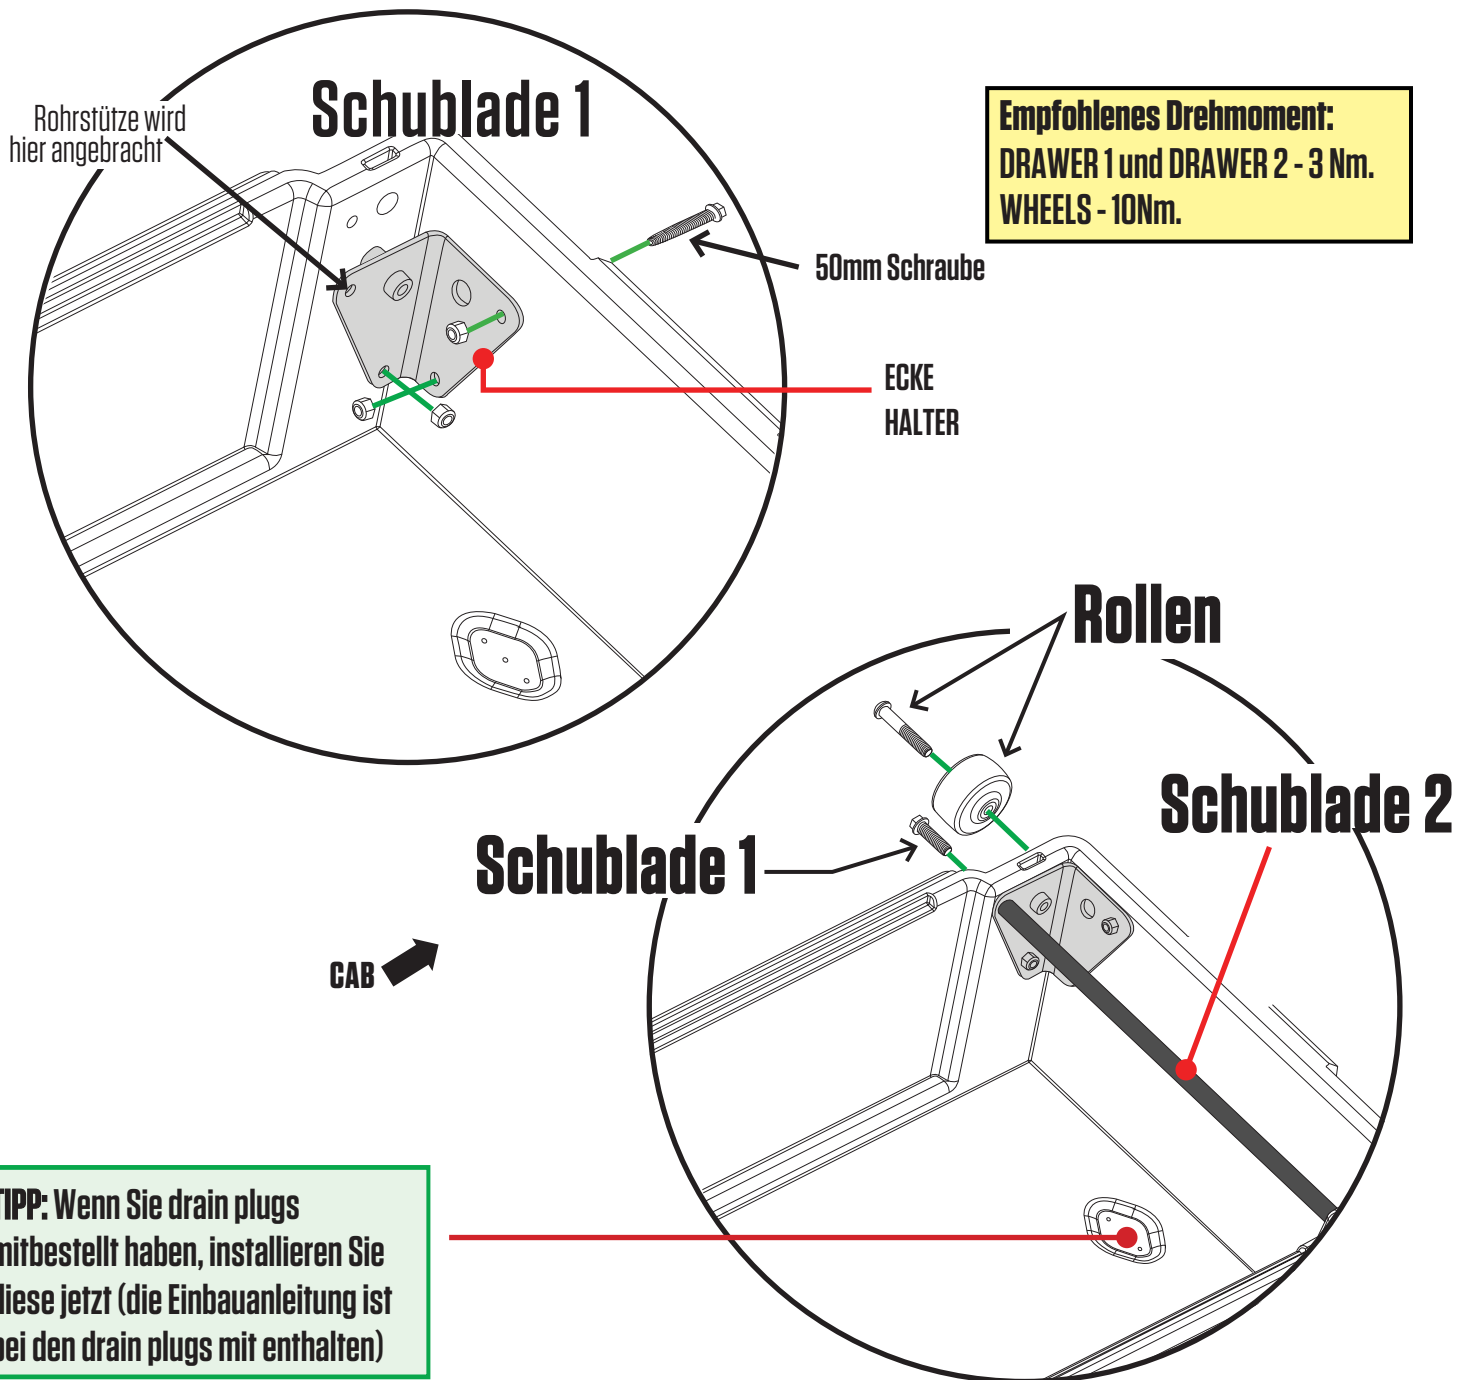 Schublade 1
Rohrstütze wird
hier angebracht
Empfohlenes Drehmoment:
DRAWER 1 und DRAWER 2 - 3 Nm.
WHEELS - 10Nm.
50mm Schraube
ECKE
HALTER
Rollen
Schublade 2
Schublade 1
CAB
TIPP: Wenn Sie drain plugs
mitbestellt haben, installieren Sie
diese jetzt (die Einbauanleitung ist
bei den drain plugs mit enthalten)